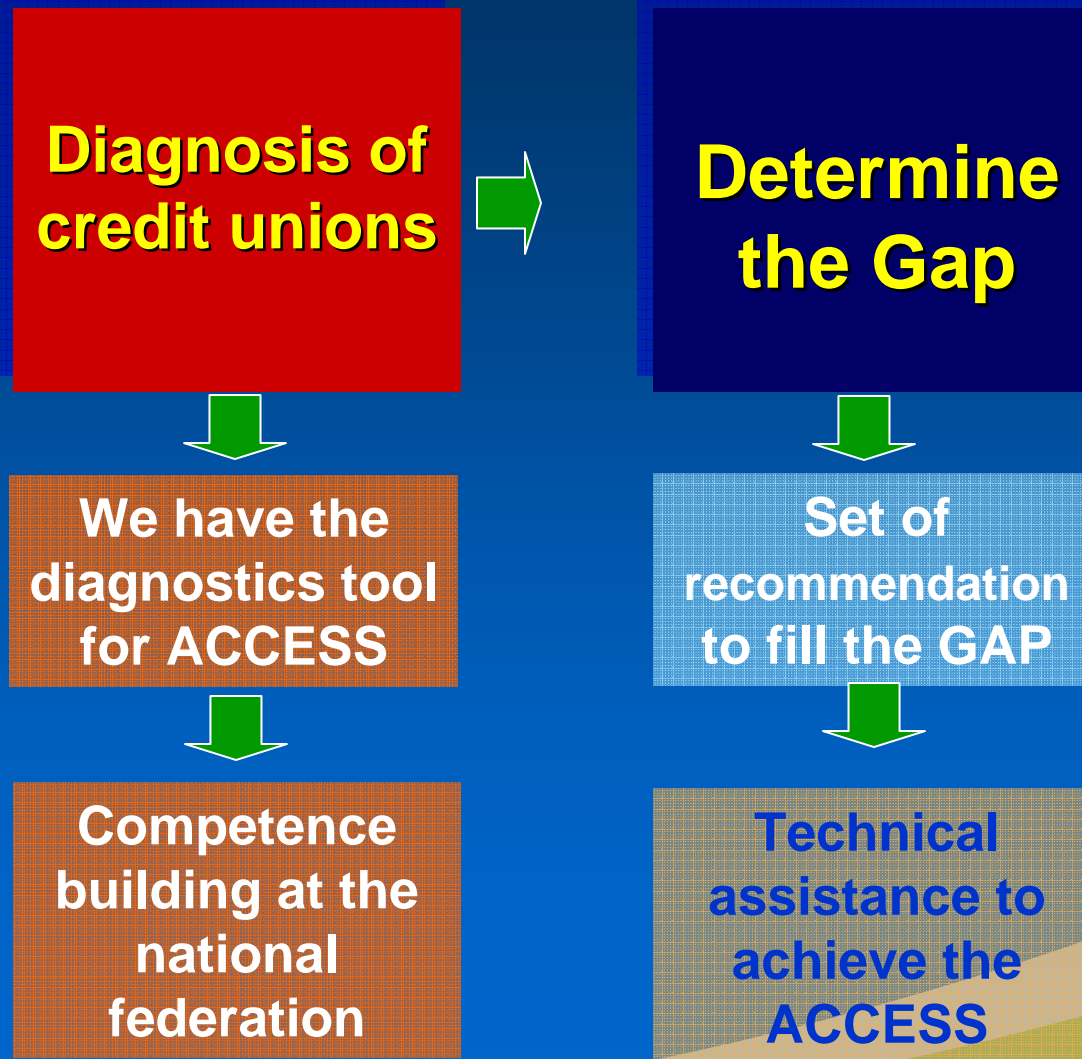 Diagnosis of
credit unions
Determine
the Gap
We have the
diagnostics tool
for ACCESS
Set of
recommendation
to fill the GAP
Competence
building at the
national
federation
Technical
assistance to
achieve the
ACCESS